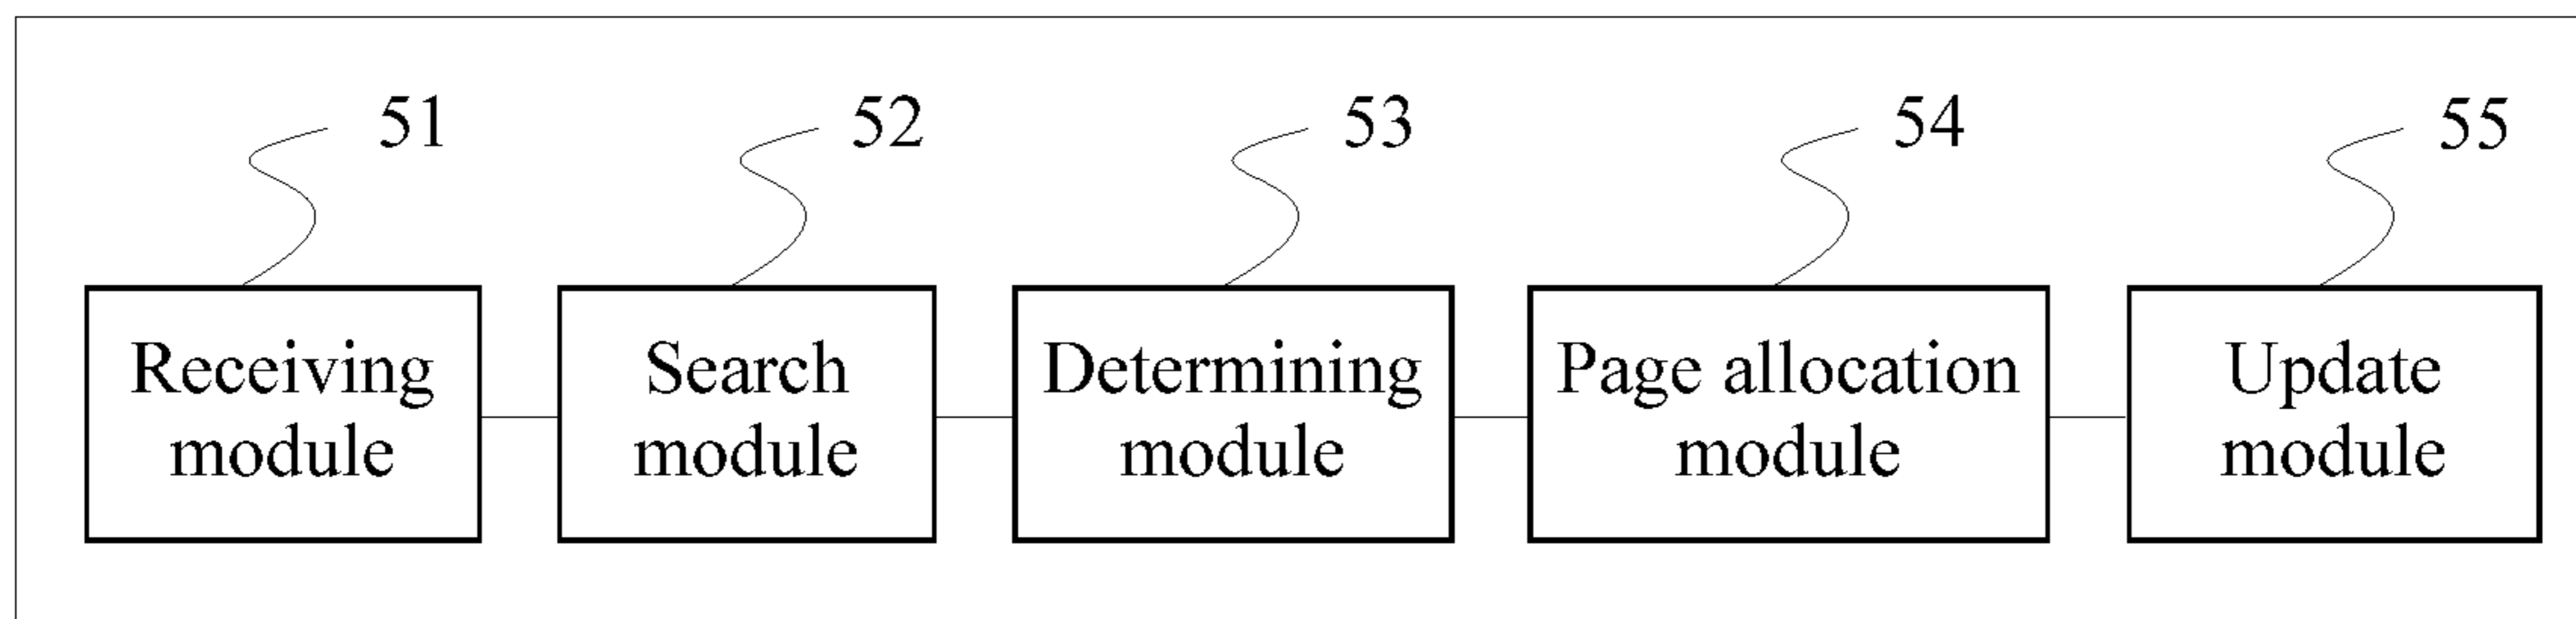 51 52 53 54 55
Receiving module
Search module
Determining module
Page allocation module
Update module